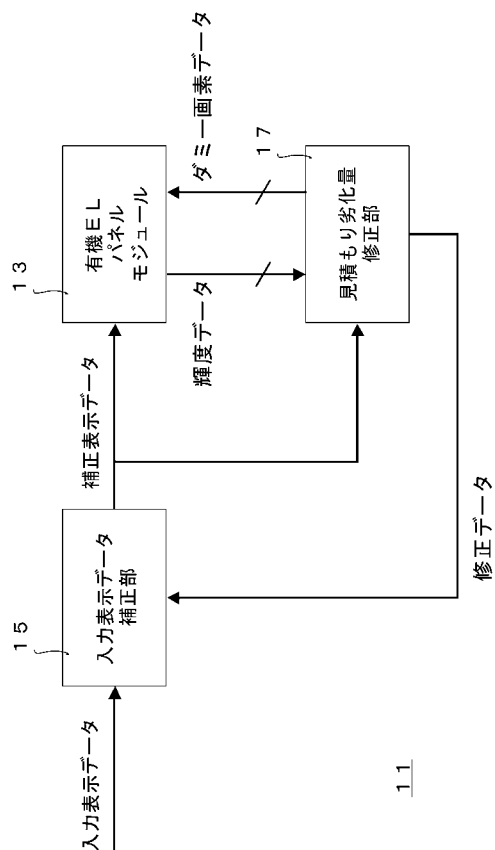 入力表示データ
15
入力表示データ
補正部
補正表示データ
13
有機EL
パネル
モジュール
輝度データ
ダミー画素データ
17
見積もり劣化量
修正部
修正データ
11